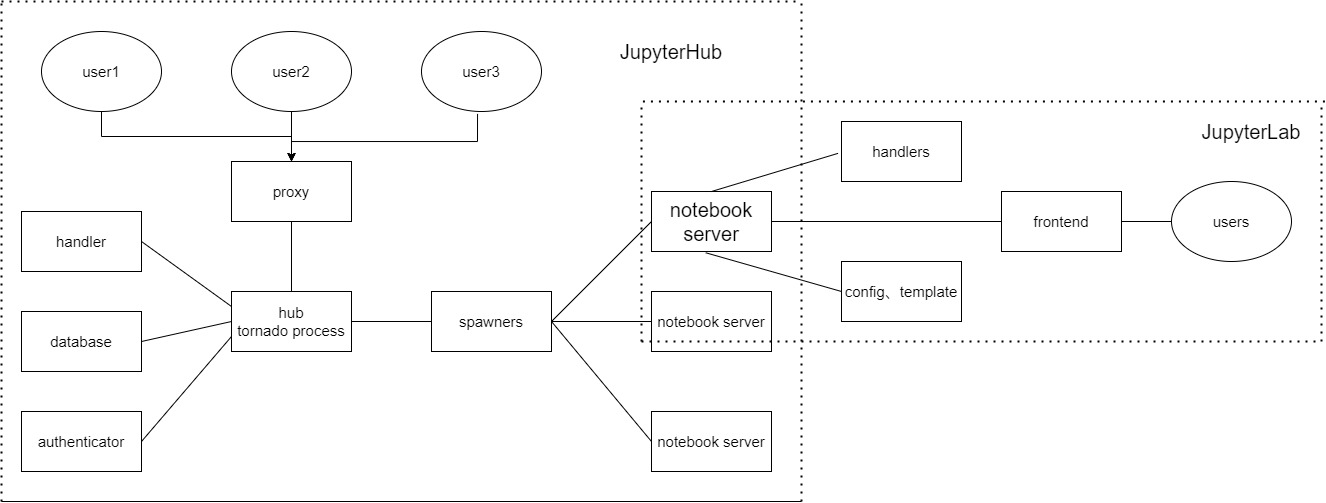 user1
user2
user3
JupyterHub
JupyterLab
handlers
proxy
notebook
server
frontend
users
handler
config、template
hub
tornado process
spawners
notebook server
database
authenticator
notebook server